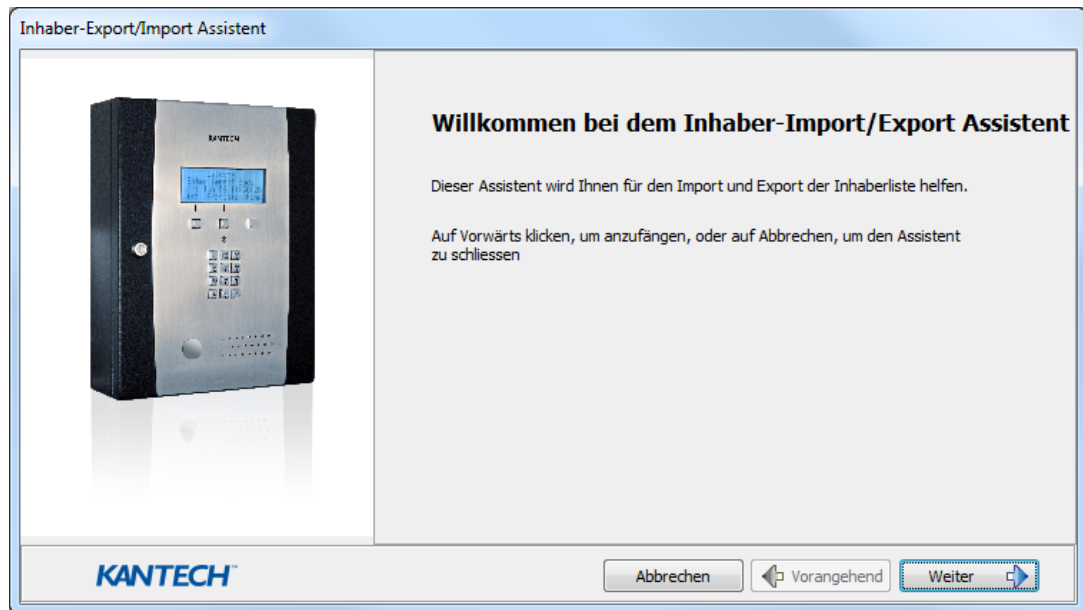 Inhaber-Export/Import Assistent
KANTECH
Willkommen bei dem Inhaber-Import/Export Assistent
Dieser Assistent wird Ihnen für den Import und Export der Inhaberliste helfen.
Auf Vorwärts klicken, um anzufängen, oder auf Abbrechen, um den Assistent
zu schliessen
KANTECH™
Abbrechen
Vorangehend
Weiter